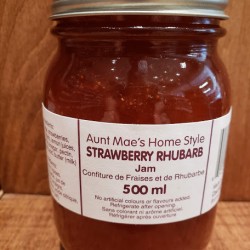 Aunt Mae's Home Style
STRAWBERRY RHUBARB
Jam
Confiture de Fraises et de Rhubarbe
500 ml
No artificial colours or flavours added
Refrigerate after opening
Sans colorant ni arôme artificiel
Réfrigérer après ouverture